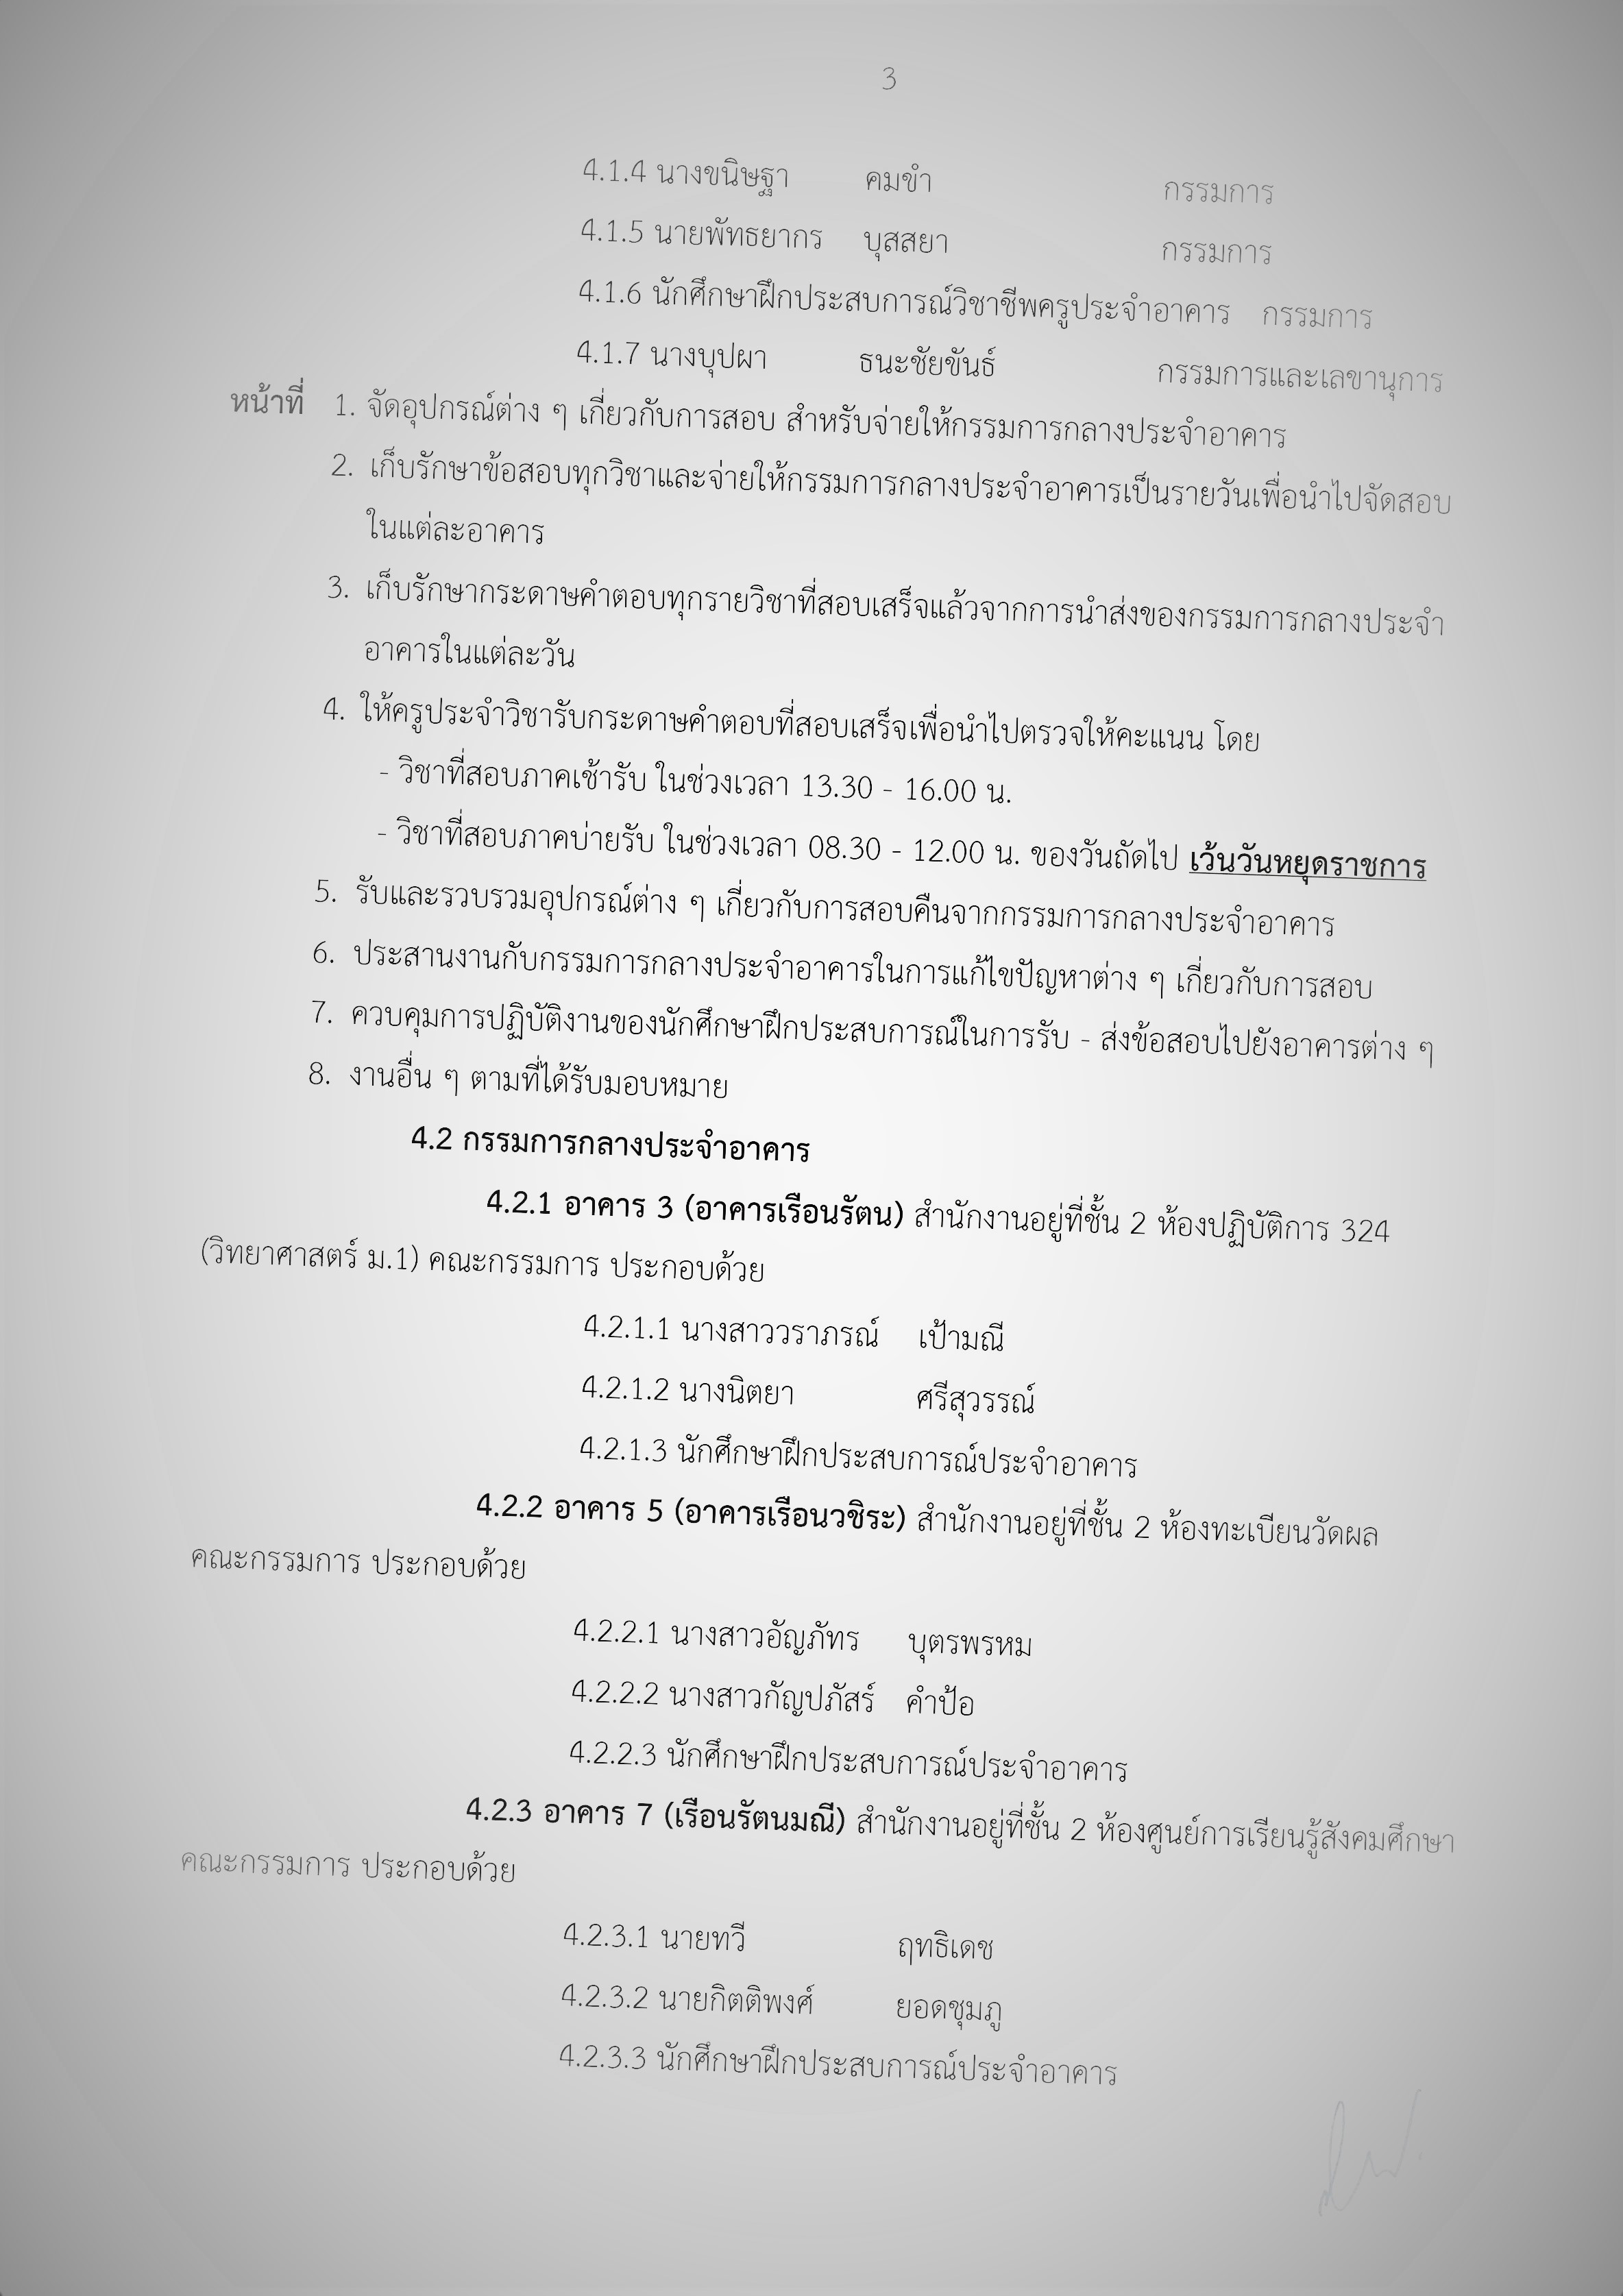 3
4.1.4 นางขนิษฐา คมขำ กรรมการ
4.1.5 นายพัทธยากร บุสสยา กรรมการ
4.1.6 นักศึกษาฝึกประสบการณ์วิชาชีพครูประจำอาคาร กรรมการ
4.1.7 นางบุปผา ธนะชัยขันธ์ กรรมการและเลขานุการ
หน้าที่ 1. จัดอุปกรณ์ต่าง ๆ เกี่ยวกับการสอบ สำหรับจ่ายให้กรรมการกลางประจำอาคาร
2. เก็บรักษาข้อสอบทุกวิชาและจ่ายให้กรรมการกลางประจำอาคารเป็นรายวันเพื่อนำไปจัดสอบ
ในแต่ละอาคาร
3. เก็บรักษากระดาษคำตอบทุกรายวิชาที่สอบเสร็จแล้วจากการนำส่งของกรรมการกลางประจำ
อาคารในแต่ละวัน
4. ให้ครูประจำวิชารับกระดาษคำตอบที่สอบเสร็จเพื่อนำไปตรวจให้คะแนน โดย
- วิชาที่สอบภาคเช้ารับ ในช่วงเวลา 13.30 - 16.00 น.
- วิชาที่สอบภาคบ่ายรับ ในช่วงเวลา 08.30 - 12.00 น. ของวันถัดไป เว้นวันหยุดราชการ
5. รับและรวบรวมอุปกรณ์ต่าง ๆ เกี่ยวกับการสอบคืนจากกรรมการกลางประจำอาคาร
6. ประสานงานกับกรรมการกลางประจำอาคารในการแก้ไขปัญหาต่าง ๆ เกี่ยวกับการสอบ
7. ควบคุมการปฏิบัติงานของนักศึกษาฝึกประสบการณ์ในการรับ - ส่งข้อสอบไปยังอาคารต่าง ๆ
8. งานอื่น ๆ ตามที่ได้รับมอบหมาย
4.2 กรรมการกลางประจำอาคาร
4.2.1 อาคาร 3 (อาคารเรือนรัตน) สำนักงานอยู่ที่ชั้น 2 ห้องปฏิบัติการ 324
(วิทยาศาสตร์ ม.1) คณะกรรมการ ประกอบด้วย
4.2.1.1 นางสาววราภรณ์ เป้ามณี
4.2.1.2 นางนิตยา ศรีสุวรรณ์
4.2.1.3 นักศึกษาฝึกประสบการณ์ประจำอาคาร
4.2.2 อาคาร 5 (อาคารเรือนวชิระ) สำนักงานอยู่ที่ชั้น 2 ห้องทะเบียนวัดผล
คณะกรรมการ ประกอบด้วย
4.2.2.1 นางสาวอัญภัทร บุตรพรหม
4.2.2.2 นางสาวกัญปภัสร์ คำป้อ
4.2.2.3 นักศึกษาฝึกประสบการณ์ประจำอาคาร
4.2.3 อาคาร 7 (เรือนรัตนมณี) สำนักงานอยู่ที่ชั้น 2 ห้องศูนย์การเรียนรู้สังคมศึกษา
คณะกรรมการ ประกอบด้วย
4.2.3.1 นายทวี ฤทธิเดช
4.2.3.2 นายกิตติพงศ์ ยอดชุมภู
4.2.3.3 นักศึกษาฝึกประสบการณ์ประจำอาคาร